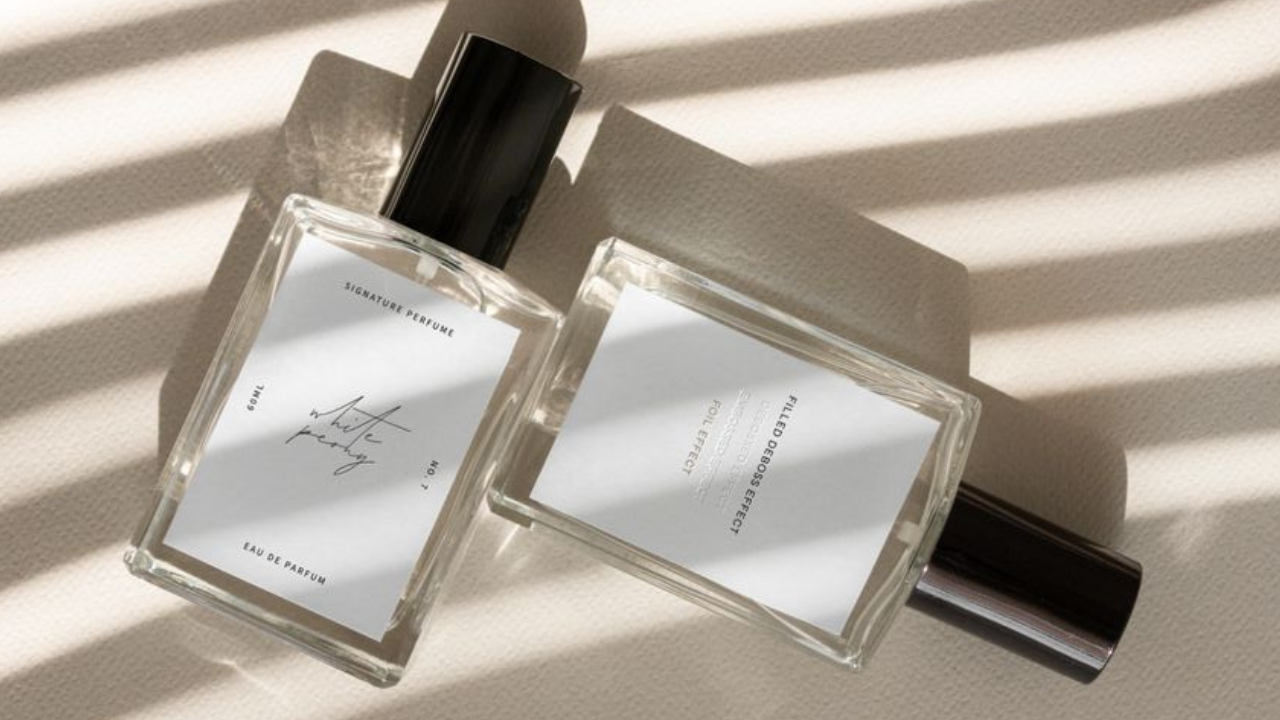 SIGNATURE PERFUME
60ML
white
peony
NO. 7
EAU DE PARFUM
FILLED DEBOSS EFFECT
FOIL EFFECT